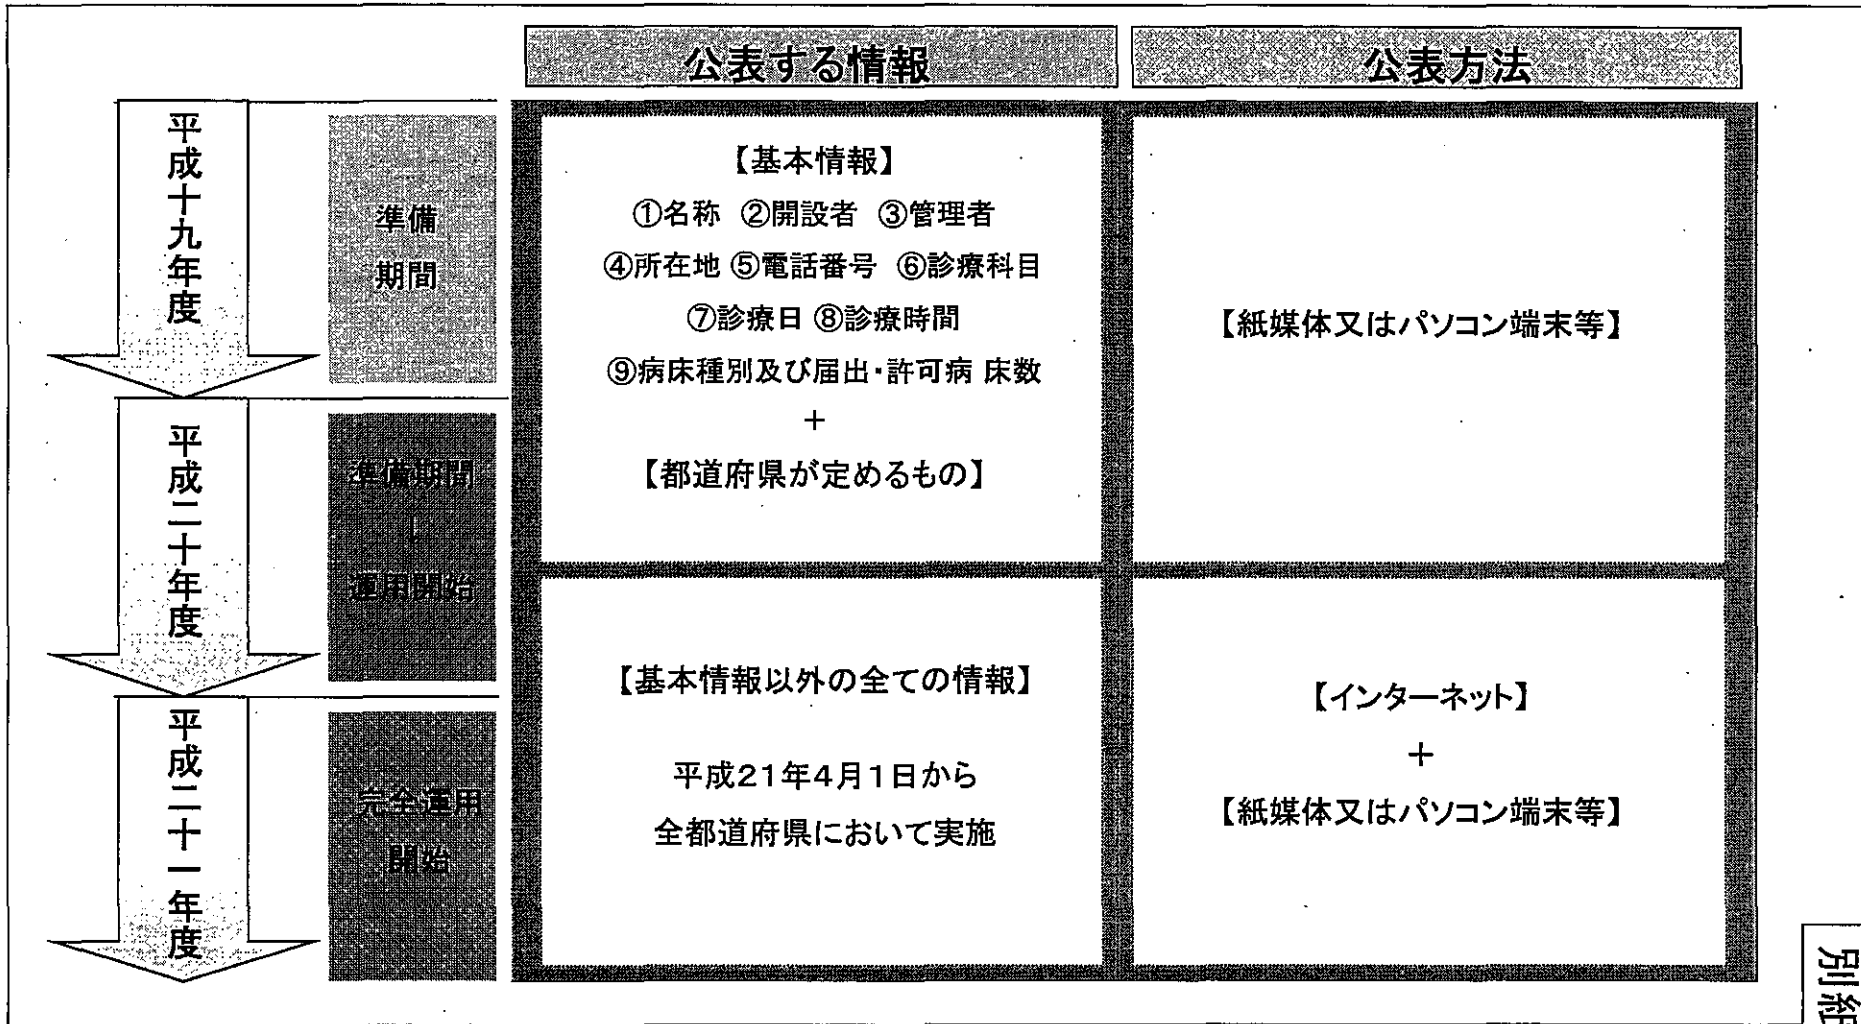 公表する情報
公表方法
平成十九年度
準備
期間
【基本情報】
①名称 ②開設者 ③管理者
④所在地 ⑤電話番号 ⑥診療科目
⑦診療日 ⑧診療時間
⑨病床種別及び届出・許可病 床数
＋
【都道府県が定めるもの】
【紙媒体又はパソコン端末等】
平成二十年度
準備期間
↓
運用開始
平成二十一年度
完全運用
開始
【基本情報以外の全ての情報】
平成21年4月1日から
全都道府県において実施
【インターネット】
＋
【紙媒体又はパソコン端末等】
別紙